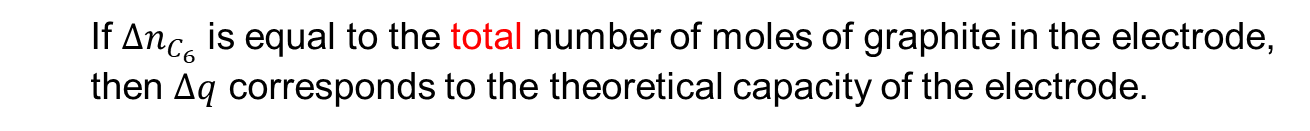 If Δn_{C_6} is equal to the total number of moles of graphite in the electrode,
then Δq corresponds to the theoretical capacity of the electrode.